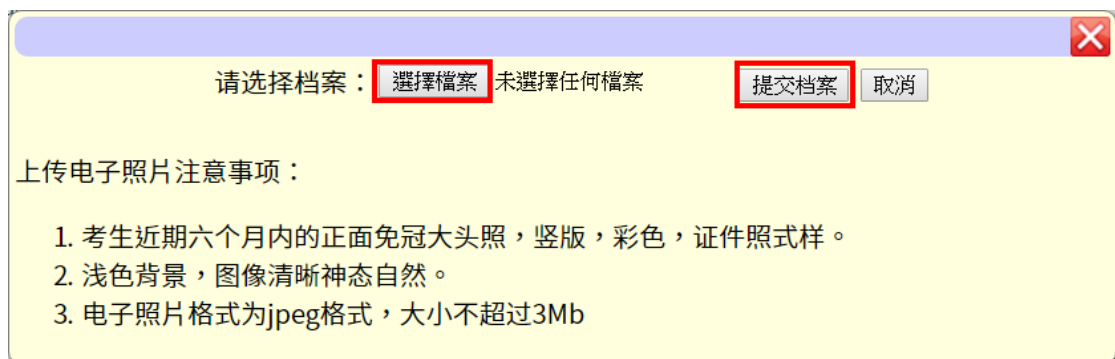 请选择档案：選擇檔案 未選擇任何檔案 提交档案 取消
上传电子照片注意事项：
1. 考生近期六个月内的正面免冠大头照，竖版，彩色，证件照式样。
2. 浅色背景，图像清晰神态自然。
3. 电子照片格式为jpeg格式，大小不超过3Mb